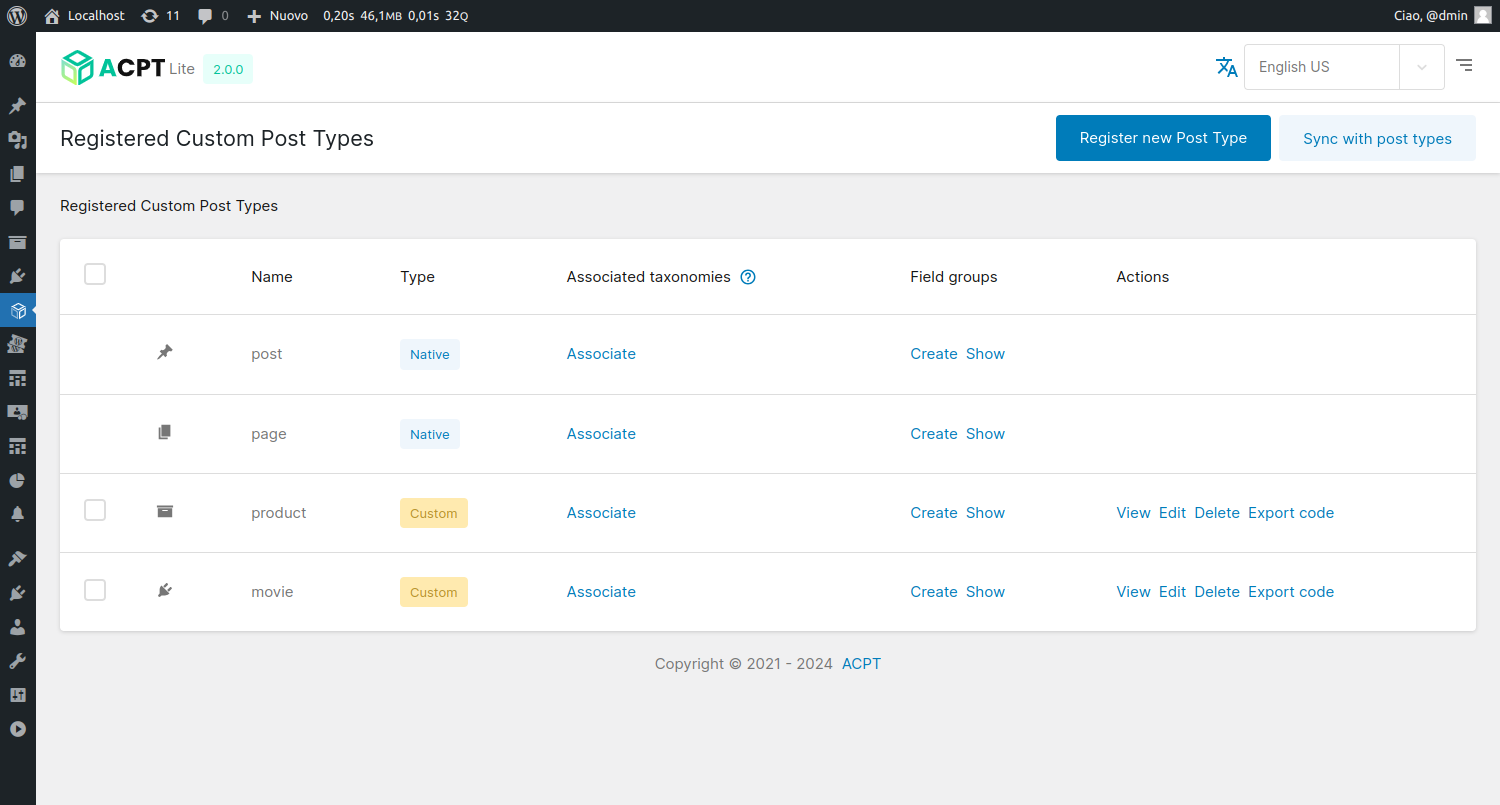 Localhost 11 0 Nuovo 0,20s 46,1MB 0,01s 32Q Ciao, @dmin
ACPT Lite 2.0.0 English US
Registered Custom Post Types Register new Post Type Sync with post types
Registered Custom Post Types
Name Type Associated taxonomies ? Field groups Actions
post Native Associate Create Show
page Native Associate Create Show
product Custom Associate Create Show View Edit Delete Export code
movie Custom Associate Create Show View Edit Delete Export code
Copyright © 2021 - 2024 ACPT